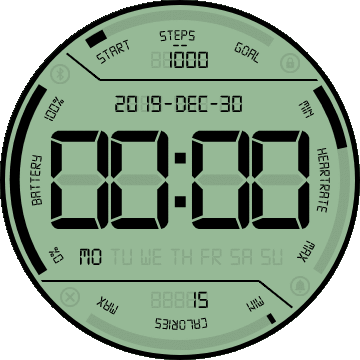 STEPS
START 1000 GOAL
100% 2019-DEC-30 MIN
BATTERY 00:00 HEARTRATE
0% MO TU WE TH FR SA SU MAX
MAX 15 MIN
CALORIES